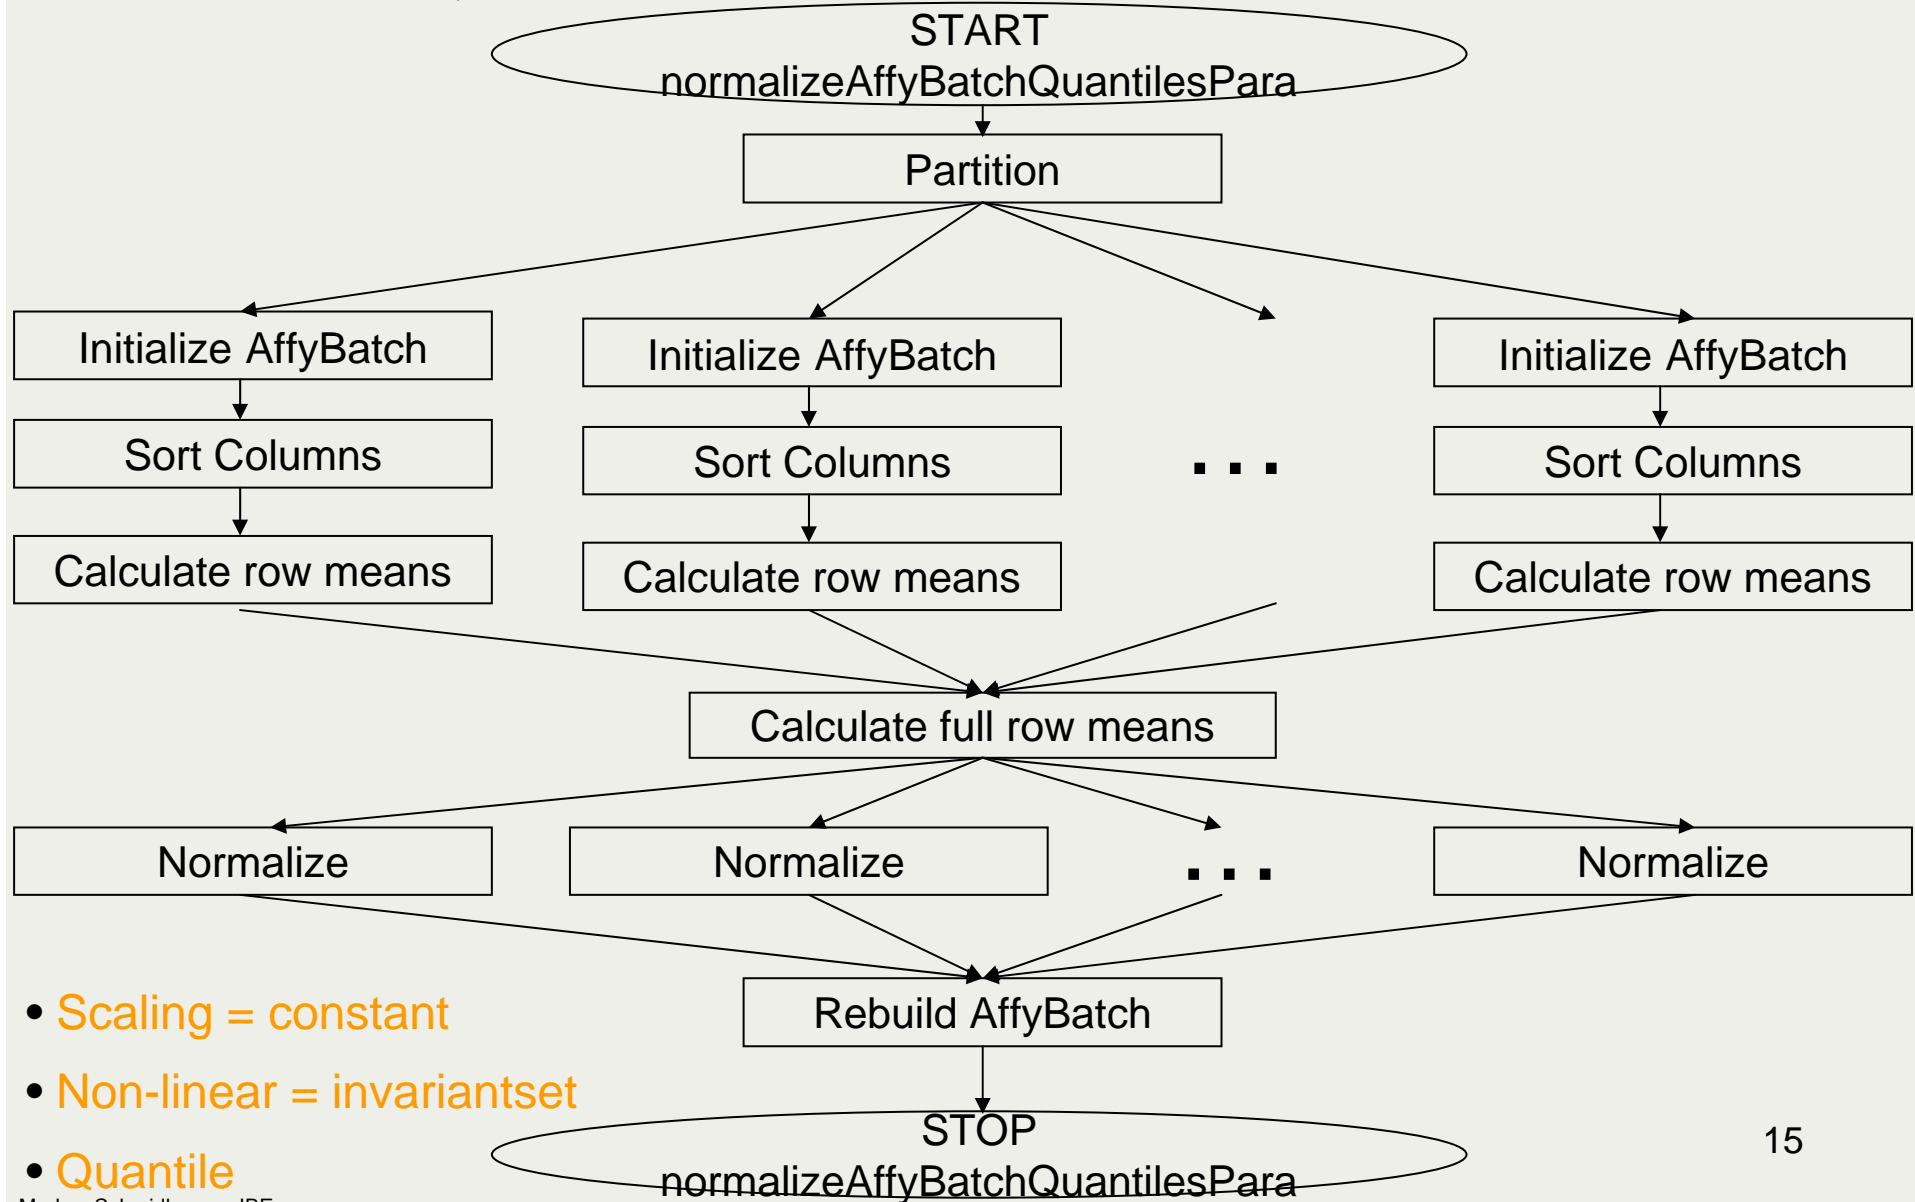 START
normalizeAffyBatchQuantilesPara
Partition
Initialize AffyBatch
Initialize AffyBatch
Initialize AffyBatch
Sort Columns
Sort Columns
...
Sort Columns
Calculate row means
Calculate row means
Calculate row means
Calculate full row means
Normalize
Normalize
...
Normalize
Rebuild AffyBatch
• Scaling = constant
• Non-linear = invariantset
• Quantile
STOP
normalizeAffyBatchQuantilesPara
15